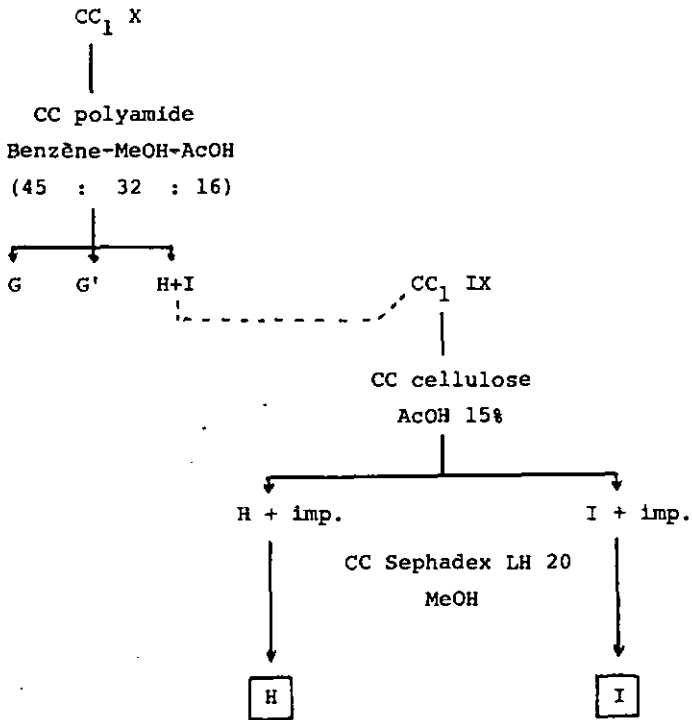 CC1 X
CC polyamide
Benzène-MeOH-AcOH
(45 : 32 : 16)
G G' H+I
CC1 IX
CC cellulose
AcOH 15%
H + imp. I + imp.
CC Sephadex LH 20
MeOH
H I